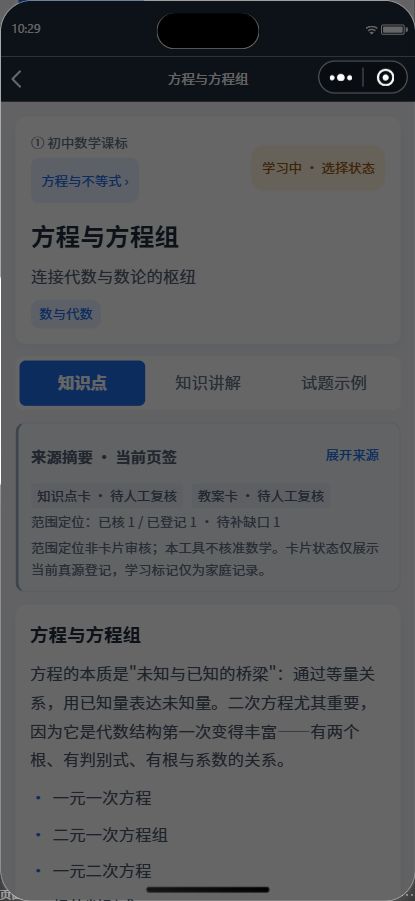 10:29
方程与方程组
① 初中数学课标
方程与不等式 ›
学习中 · 选择状态
方程与方程组
连接代数与数论的枢纽
数与代数
知识点
知识讲解
试题示例
来源摘要 · 当前页签
展开来源
知识点卡 · 待人工复核
教案卡 · 待人工复核
范围定位：已核 1 / 已登记 1 · 待补缺口 1
范围定位非卡片审核；本工具不核准数学。卡片状态仅展示
当前真源登记，学习标记仅为家庭记录。
方程与方程组
方程的本质是"未知与已知的桥梁"：通过等量关
系，用已知量表达未知量。二次方程尤其重要，
因为它是代数结构第一次变得丰富——有两个
根、有判别式、有根与系数的关系。
• 一元一次方程
• 二元一次方程组
• 一元二次方程